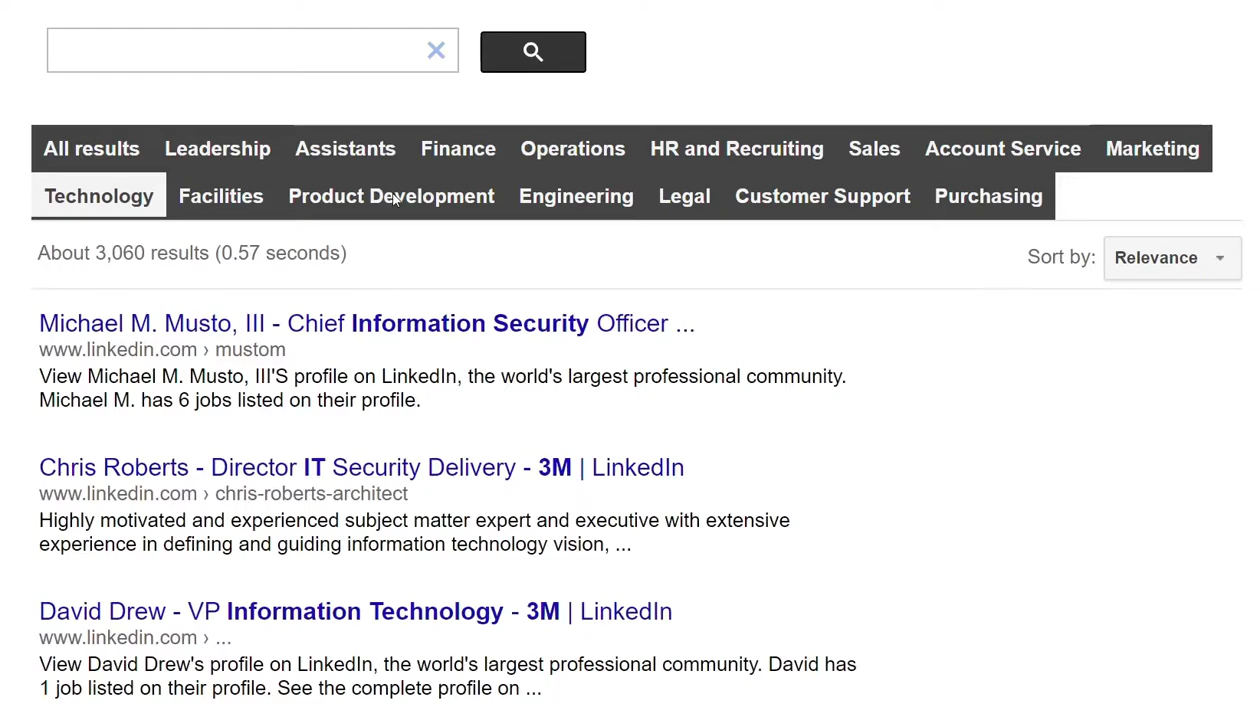 All results Leadership Assistants Finance Operations HR and Recruiting Sales Account Service Marketing
Technology Facilities Product Development Engineering Legal Customer Support Purchasing
About 3,060 results (0.57 seconds)
Sort by: Relevance
Michael M. Musto, III - Chief Information Security Officer ...
www.linkedin.com › mustom
View Michael M. Musto, III'S profile on LinkedIn, the world's largest professional community.
Michael M. has 6 jobs listed on their profile.
Chris Roberts - Director IT Security Delivery - 3M | LinkedIn
www.linkedin.com › chris-roberts-architect
Highly motivated and experienced subject matter expert and executive with extensive
experience in defining and guiding information technology vision, ...
David Drew - VP Information Technology - 3M | LinkedIn
www.linkedin.com › ...
View David Drew's profile on LinkedIn, the world's largest professional community. David has
1 job listed on their profile. See the complete profile on ...